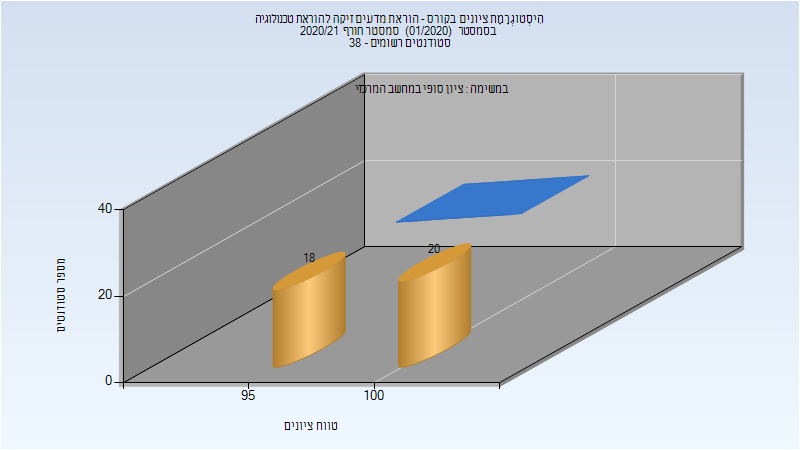 היסטוגרמת ציונים בקורס - הוראת מדעים זיקה להוראת טכנולוגיה
בסמסטר (01/2020) סמסטר חורף 2020/21
סטודנטים רשומים - 38
במשימה : ציון סופי במחשב המרכזי
40
20
0
18
20
95
100
מספר סטודנטים
טווח ציונים